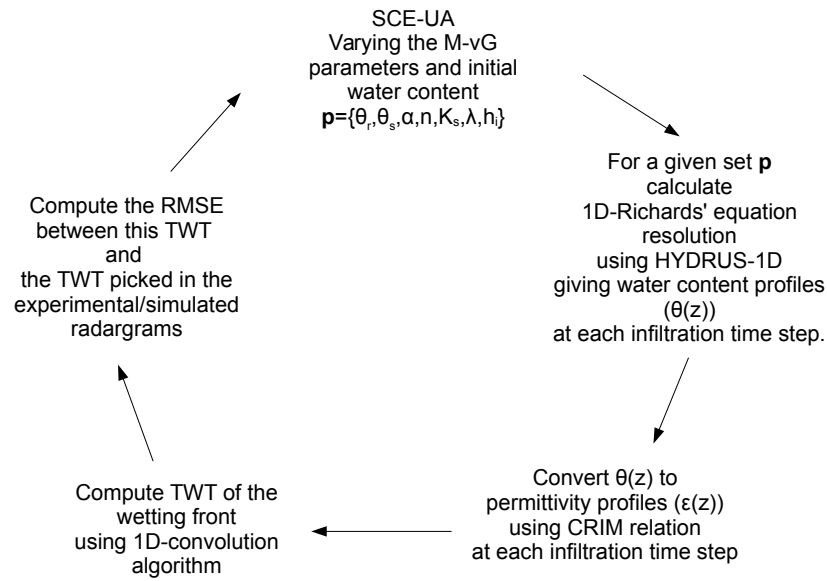 SCE-UA
Varying the M-vG
parameters and initial
water content
p={θr,θs,α,n,Ks,λ,hi}
For a given set p
calculate
1D-Richards' equation
resolution
using HYDRUS-1D
giving water content profiles
(θ(z))
at each infiltration time step.
Convert θ(z) to
permittivity profiles (ε(z))
using CRIM relation
at each infiltration time step
Compute TWT of the
wetting front
using 1D-convolution
algorithm
Compute the RMSE
between this TWT
and
the TWT picked in the
experimental/simulated
radargrams